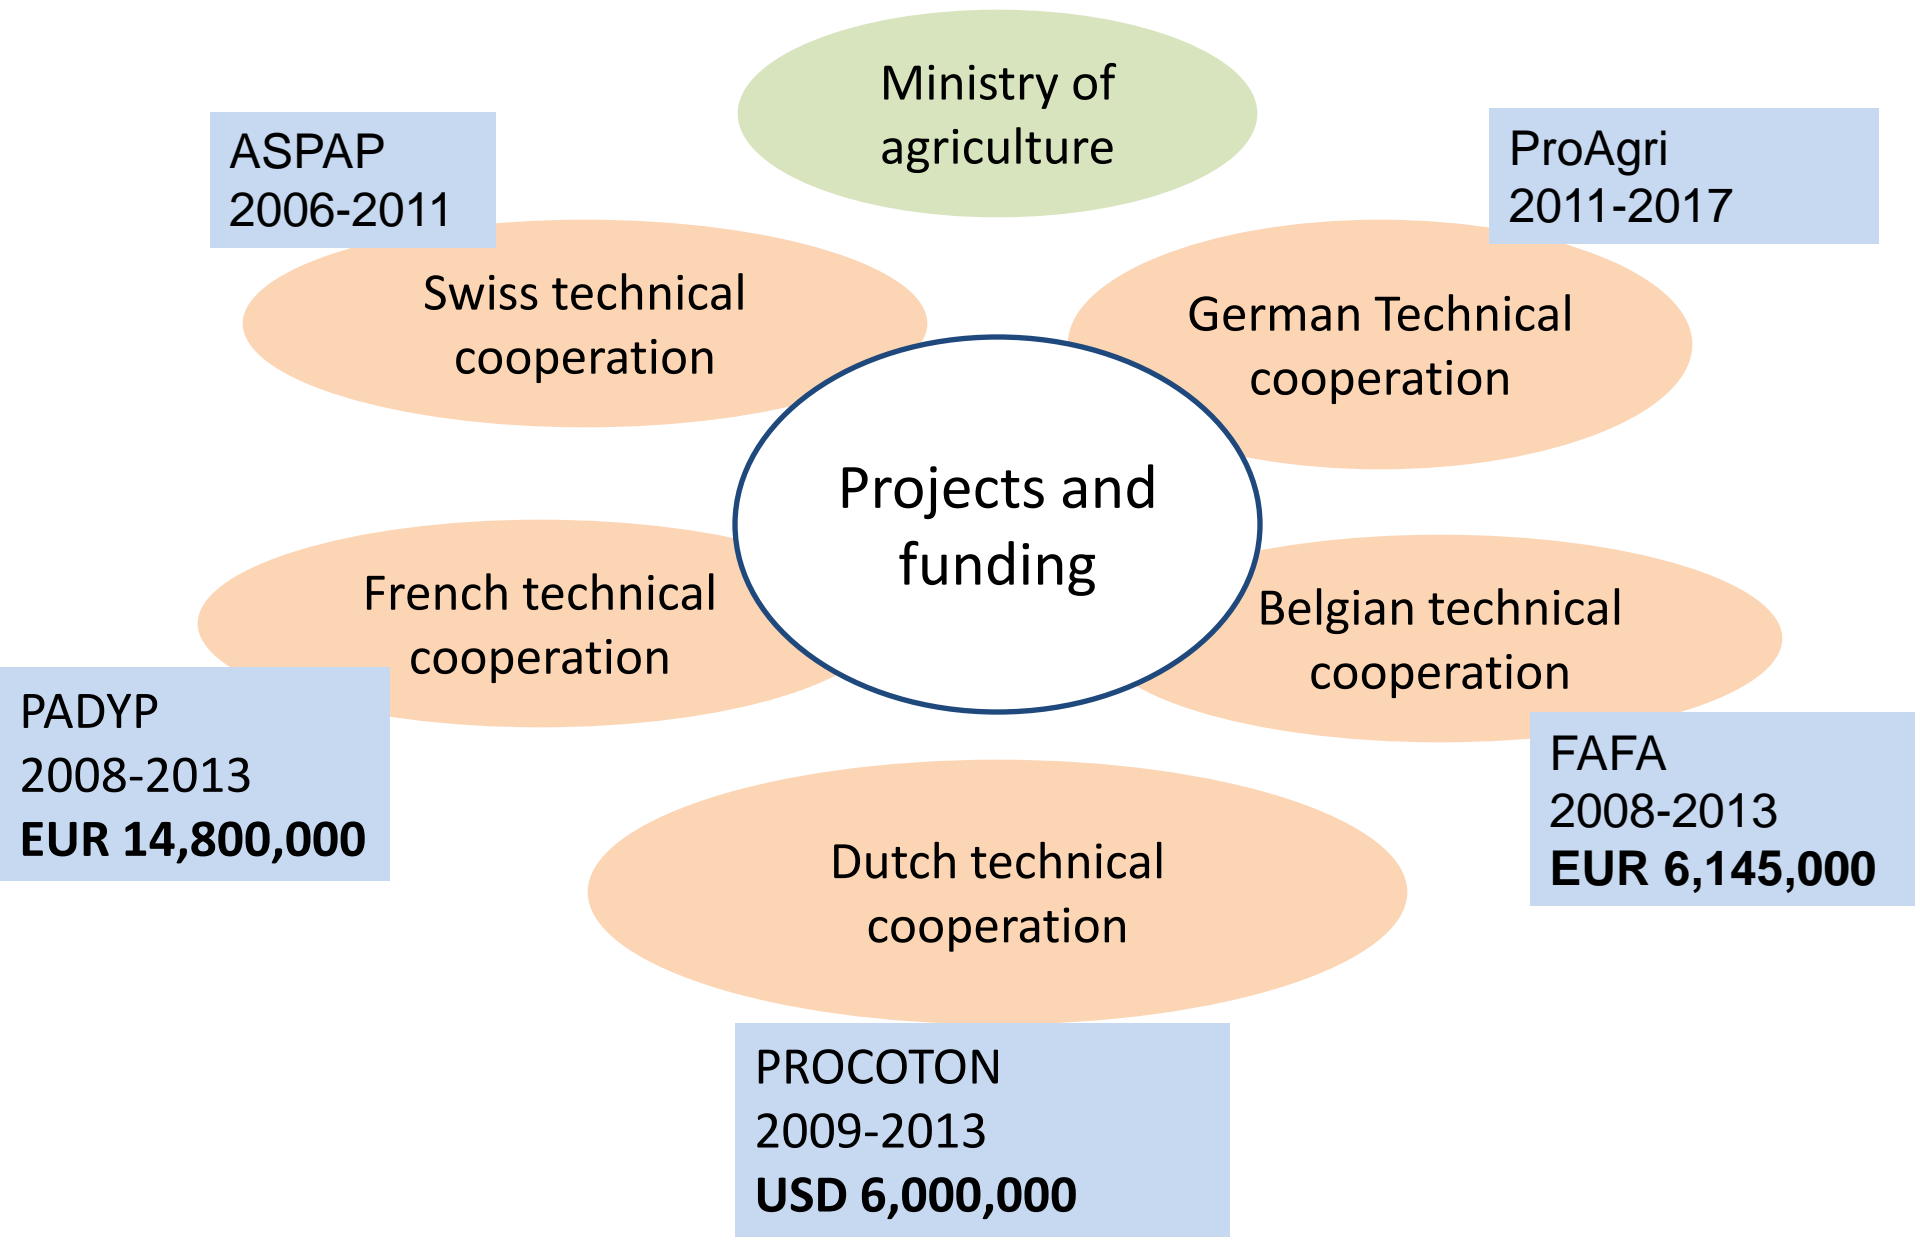 Ministry of
agriculture
ASPAP
2006-2011
ProAgri
2011-2017
Swiss technical
cooperation
German Technical
cooperation
Projects and
funding
French technical
cooperation
Belgian technical
cooperation
PADYP
2008-2013
EUR 14,800,000
FAFA
2008-2013
EUR 6,145,000
Dutch technical
cooperation
PROCOTON
2009-2013
USD 6,000,000